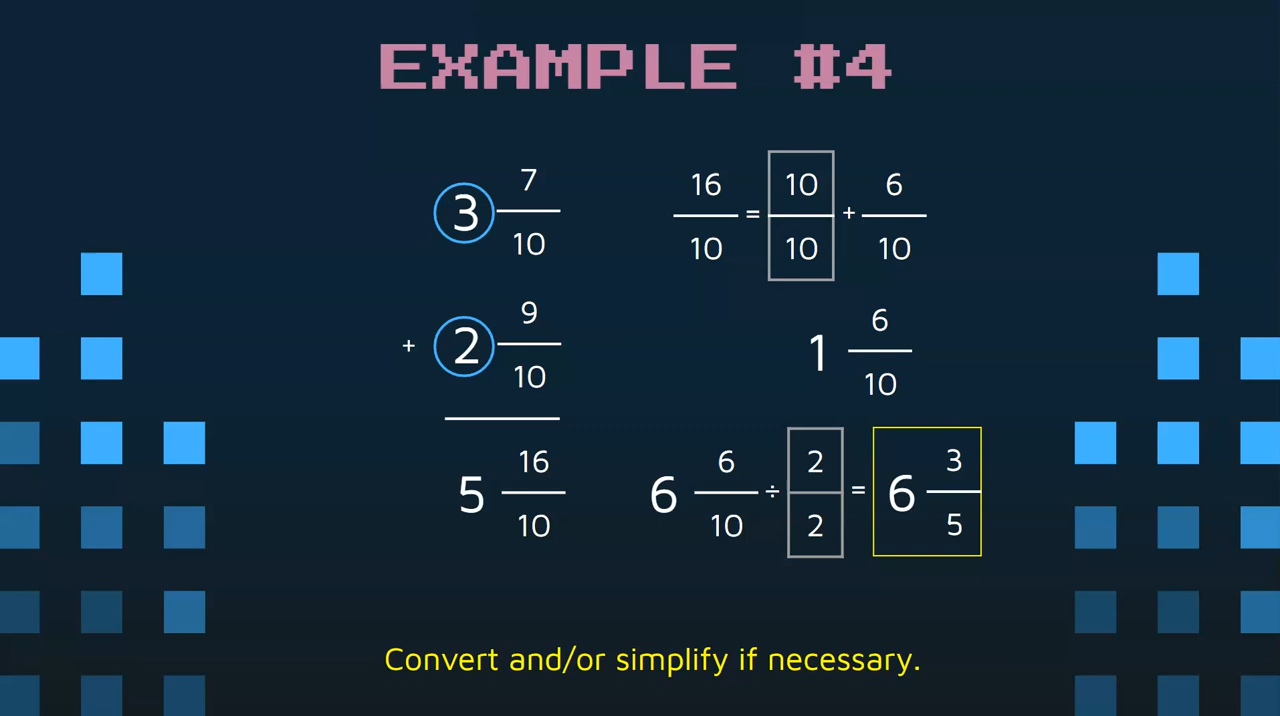 EXAMPLE #4
3 7/10
+ 2 9/10
5 16/10
16/10 = 10/10 + 6/10
1 6/10
6 6/10 ÷ 2/2 = 6 3/5
Convert and/or simplify if necessary.